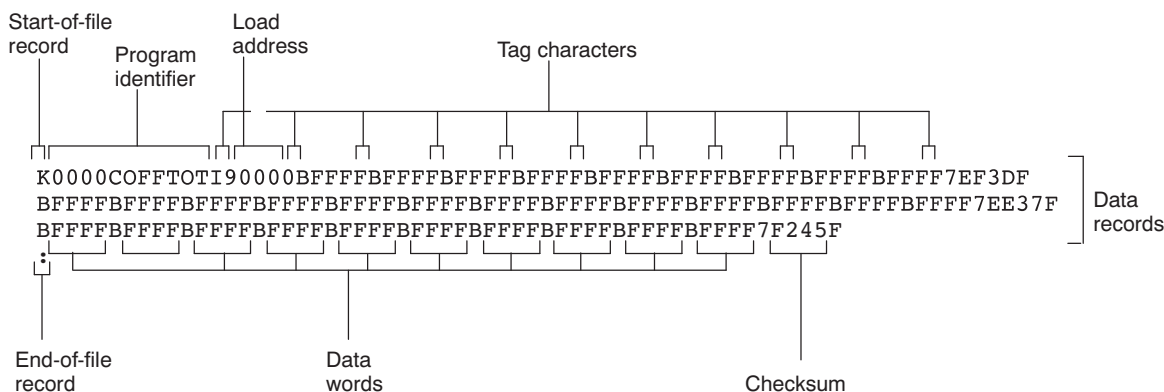 Start-of-file
record
Program
identifier
Load
address
Tag characters
K0000COFFTOTI90000BFFFFBFFFFBFFFFBFFFFBFFFFBFFFFBFFFFBFFFFBFFFF7EF3DF
BFFFFBFFFFBFFFFBFFFFBFFFFBFFFFBFFFFBFFFFBFFFFBFFFFBFFFFBFFFFBFFFF7EE37F
BFFFFBFFFFBFFFFBFFFFBFFFFBFFFFBFFFFBFFFFBFFFFBFFFF7F245F
:
Data
records
End-of-file
record
Data
words
Checksum